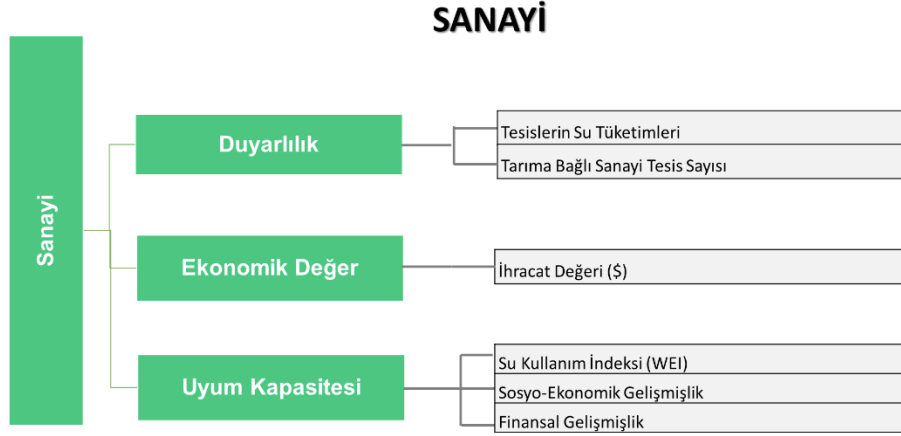 SANAYİ
Sanayi
Duyarlılık
Tesislerin Su Tüketimleri
Tarıma Bağlı Sanayi Tesis Sayısı
Ekonomik Değer
İhracat Değeri ($)
Uyum Kapasitesi
Su Kullanım İndeksi (WEI)
Sosyo-Ekonomik Gelişmişlik
Finansal Gelişmişlik